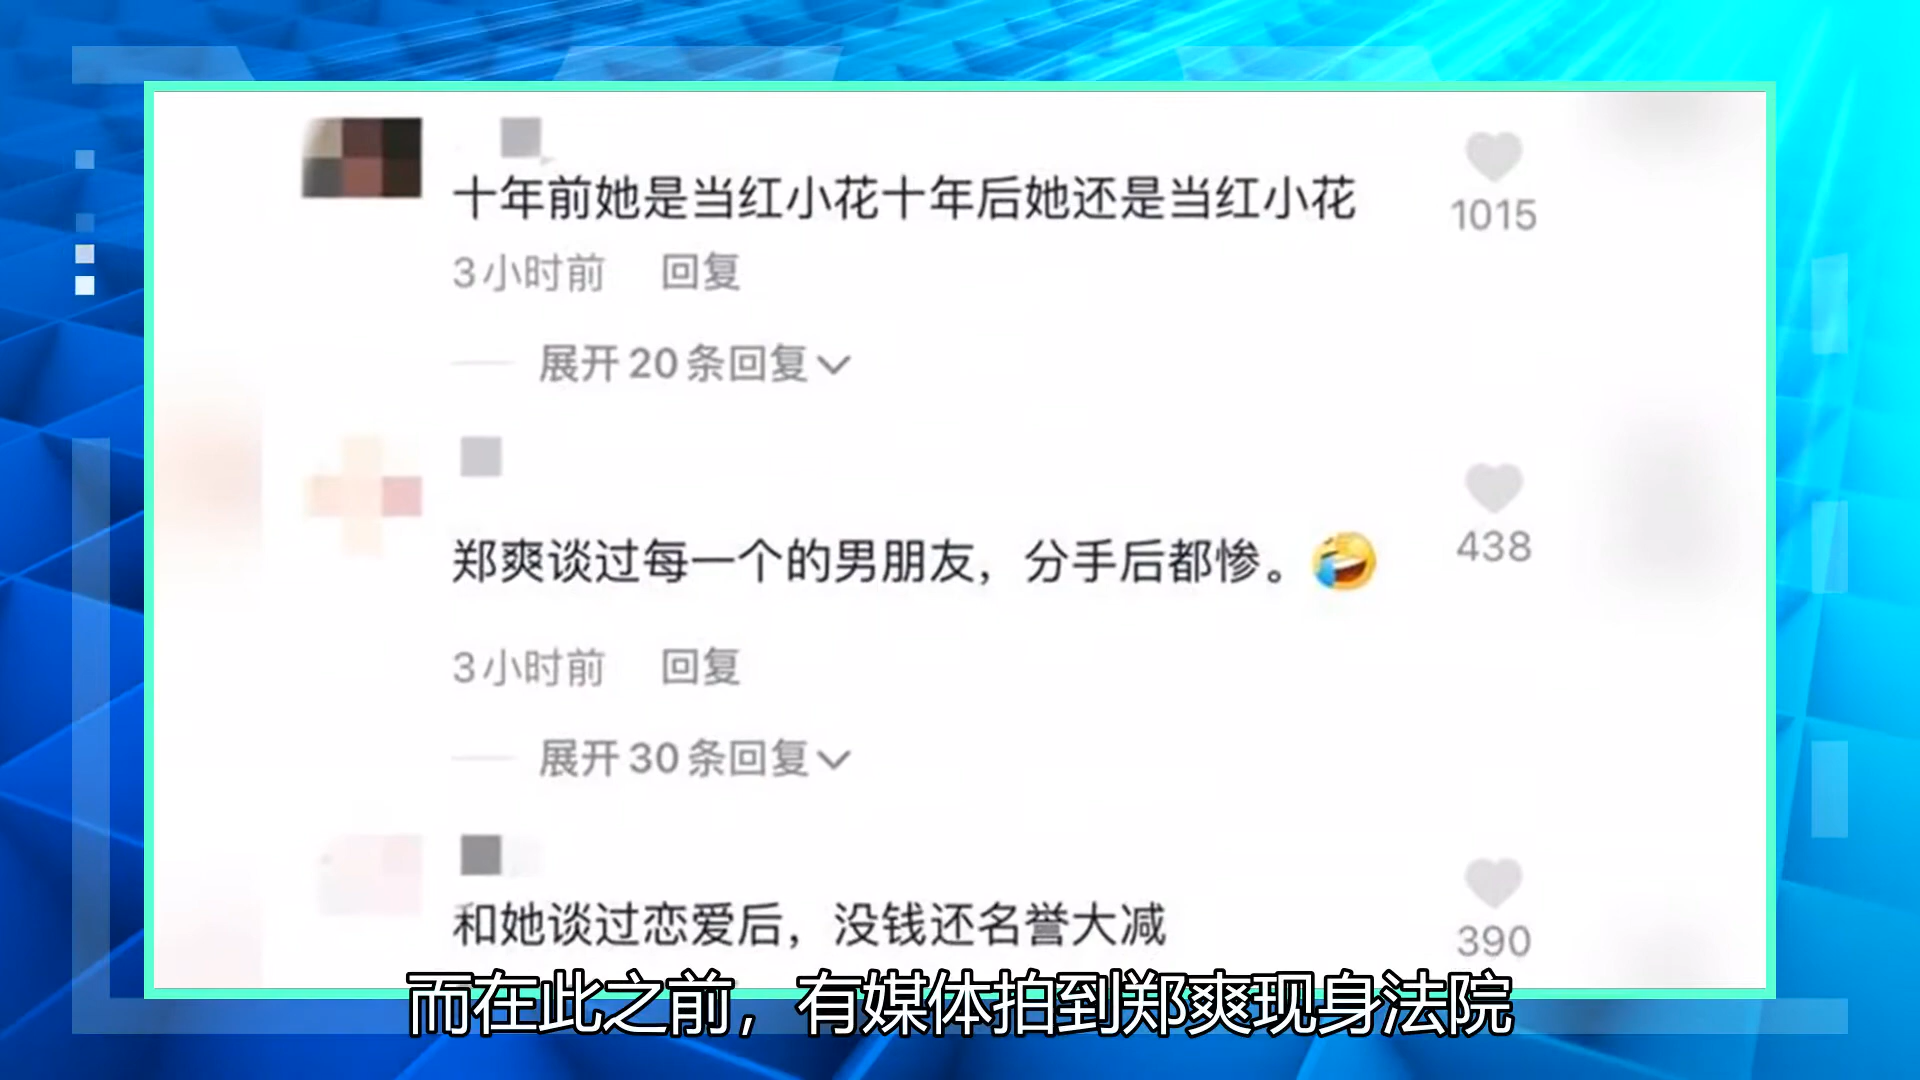 十年前她是当红小花十年后她还是当红小花
1015
3小时前 回复
展开20条回复
郑爽谈过每一个的男朋友，分手后都惨。
438
3小时前 回复
展开30条回复
和她谈过恋爱后，没钱还名誉大减
390
而在此之前，有媒体拍到郑爽现身法院